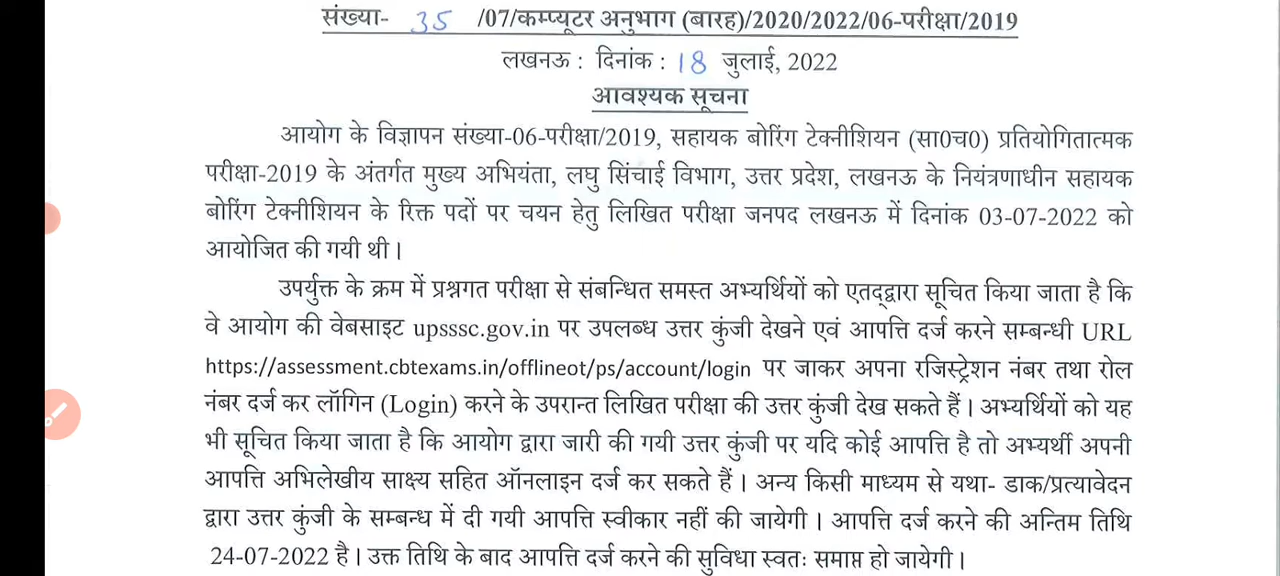 संख्या- 35 /07/कम्प्यूटर अनुभाग (बारह)/2020/2022/06-परीक्षा/2019
लखनऊ : दिनांक : 18 जुलाई, 2022
आवश्यक सूचना
आयोग के विज्ञापन संख्या-06-परीक्षा/2019, सहायक बोरिंग टेक्नीशियन (सा0च0) प्रतियोगितात्मक
परीक्षा-2019 के अंतर्गत मुख्य अभियंता, लघु सिंचाई विभाग, उत्तर प्रदेश, लखनऊ के नियंत्रणाधीन सहायक
बोरिंग टेक्नीशियन के रिक्त पदों पर चयन हेतु लिखित परीक्षा जनपद लखनऊ में दिनांक 03-07-2022 को
आयोजित की गयी थी।
उपर्युक्त के क्रम में प्रश्नगत परीक्षा से संबन्धित समस्त अभ्यर्थियों को एतद्द्वारा सूचित किया जाता है कि
वे आयोग की वेबसाइट upsssc.gov.in पर उपलब्ध उत्तर कुंजी देखने एवं आपत्ति दर्ज करने सम्बन्धी URL
https://assessment.cbtexams.in/offlineot/ps/account/login पर जाकर अपना रजिस्ट्रेशन नंबर तथा रोल
नंबर दर्ज कर लॉगिन (Login) करने के उपरान्त लिखित परीक्षा की उत्तर कुंजी देख सकते हैं। अभ्यर्थियों को यह
भी सूचित किया जाता है कि आयोग द्वारा जारी की गयी उत्तर कुंजी पर यदि कोई आपत्ति है तो अभ्यर्थी अपनी
आपत्ति अभिलेखीय साक्ष्य सहित ऑनलाइन दर्ज कर सकते हैं। अन्य किसी माध्यम से यथा- डाक/प्रत्यावेदन
द्वारा उत्तर कुंजी के सम्बन्ध में दी गयी आपत्ति स्वीकार नहीं की जायेगी। आपत्ति दर्ज करने की अन्तिम तिथि
24-07-2022 है। उक्त तिथि के बाद आपत्ति दर्ज करने की सुविधा स्वतः समाप्त हो जायेगी।